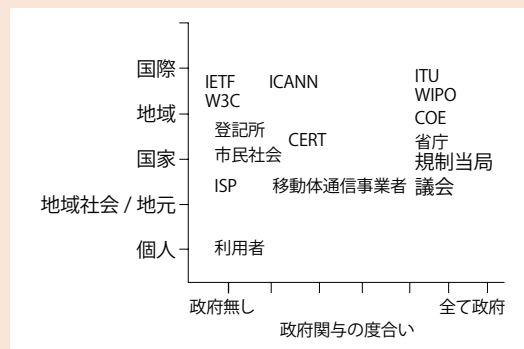 国際
地域
国家
地域社会 / 地元
個人
IETF
ICANN
ITU
W3C
WIPO
COE
登記所
CERT
省庁
市民社会
規制当局
ISP
移動体通信事業者
議会
利用者
政府無し
全て政府
政府関与の度合い